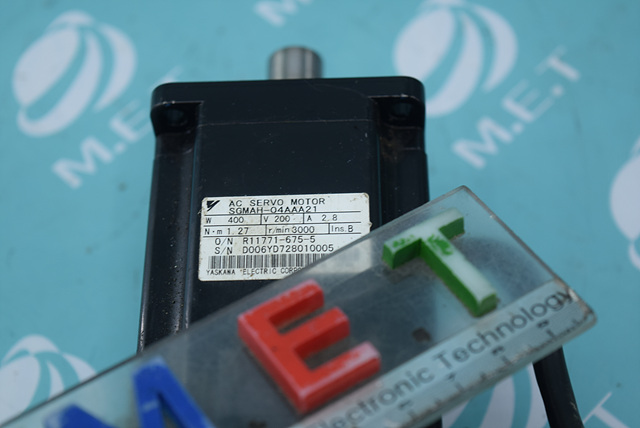 M.E.T
M.E.T
M.E.T
AC SERVO MOTOR
SGMAH-04AAA21
W 400 V 200 A 2.8
N·m 1.27 r/min 3000 Ins. B
O/N R11771-675-5
S/N D006YD728010005
YASKAWA ELECTRIC
MET
Electronic Technology